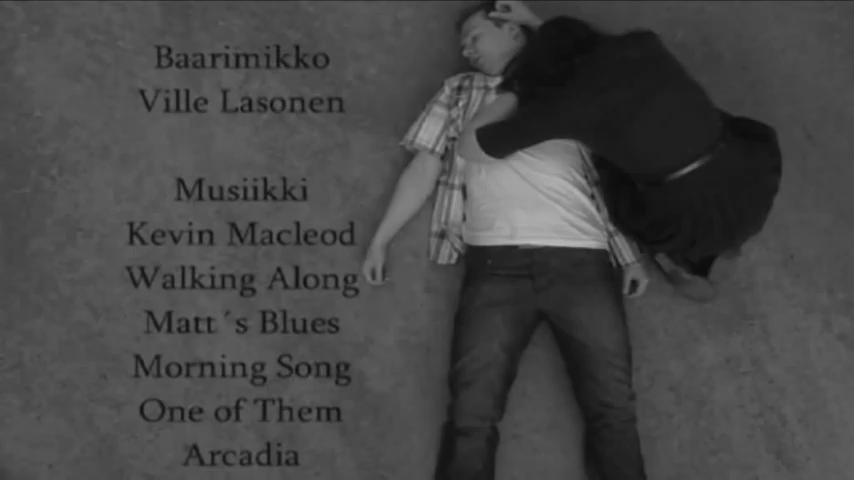 Baarimikko
Ville Lasonen
Musiikki
Kevin Macleod
Walking Along
Matt´s Blues
Morning Song
One of Them
Arcadia